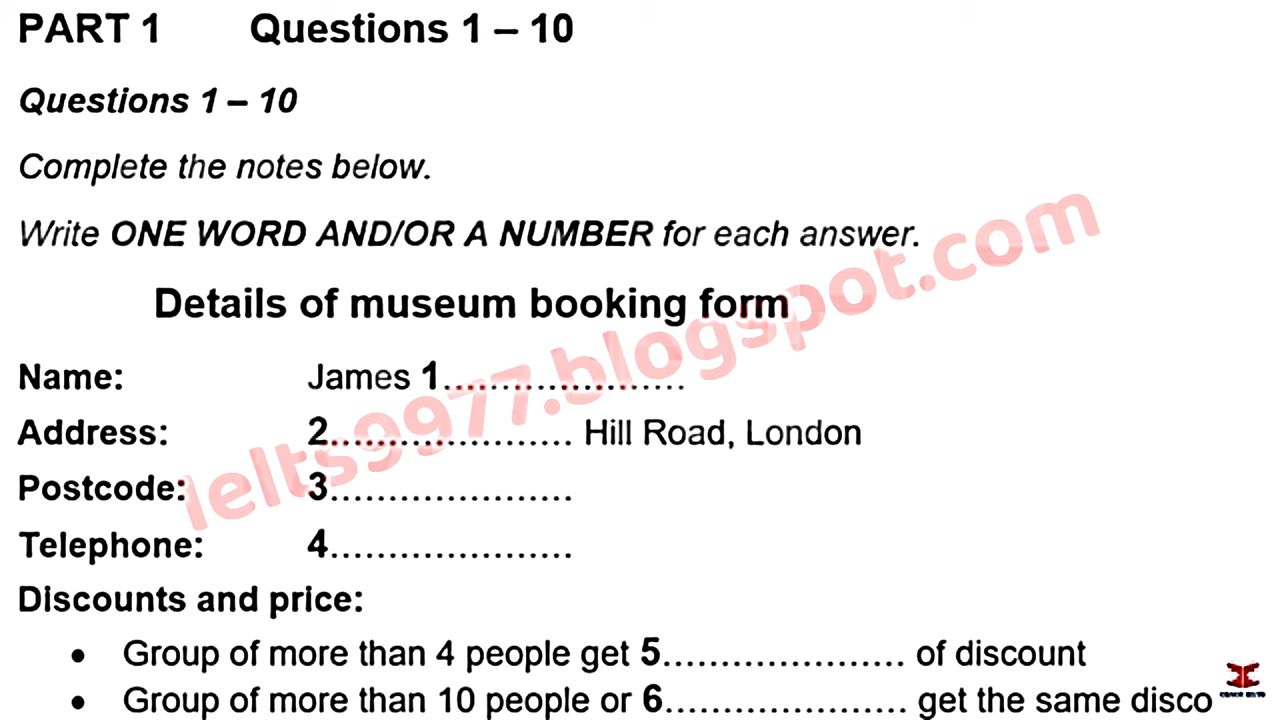 PART 1 Questions 1 – 10
Questions 1 – 10
Complete the notes below.
Write ONE WORD AND/OR A NUMBER for each answer.
Details of museum booking form
Name: James 1.....................
Address: 2..................... Hill Road, London
Postcode: 3.....................
Telephone: 4.....................
Discounts and price:
• Group of more than 4 people get 5..................... of discount
• Group of more than 10 people or 6..................... get the same disco
Ielts9977.blogspot.com